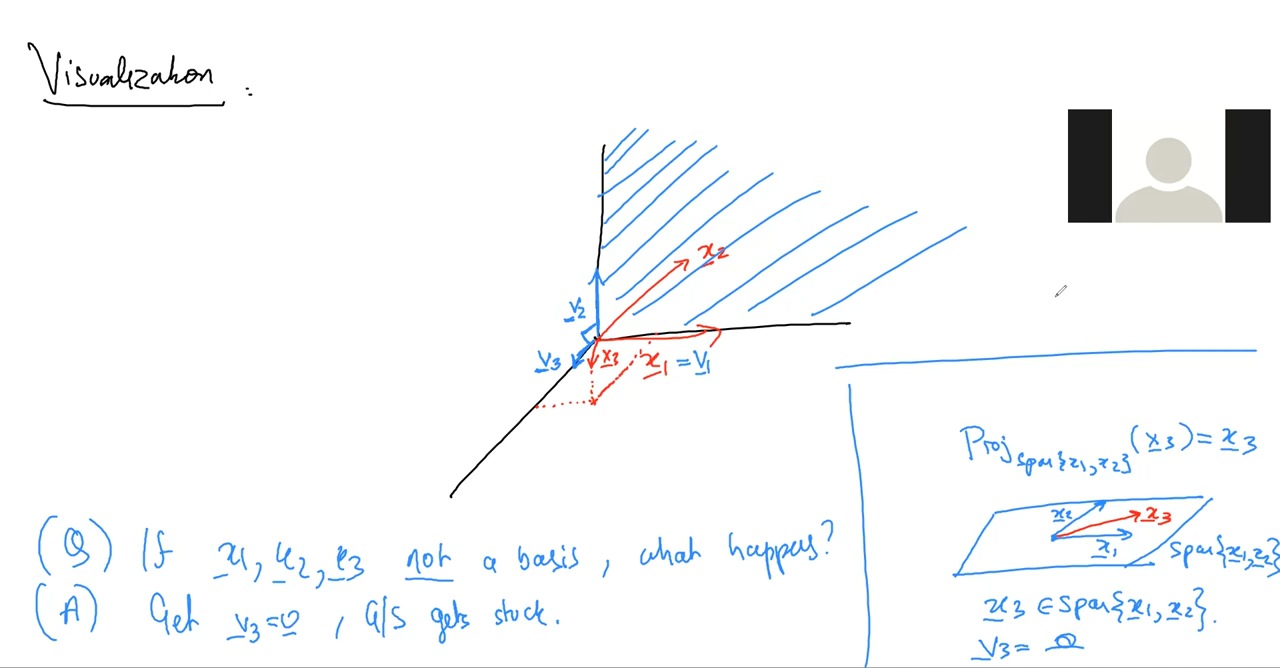 Visualization :
x2
v2
v3
x3
x1 = v1
Proj span{x1, x2} (x3) = x3
x2
x3
x1
span{x1, x2}
x3 ∈ span{x1, x2}.
v3 = 0
(Q) If x1, x2, x3 not a basis, what happens?
(A) Get v3 = 0, G/S gets stuck.